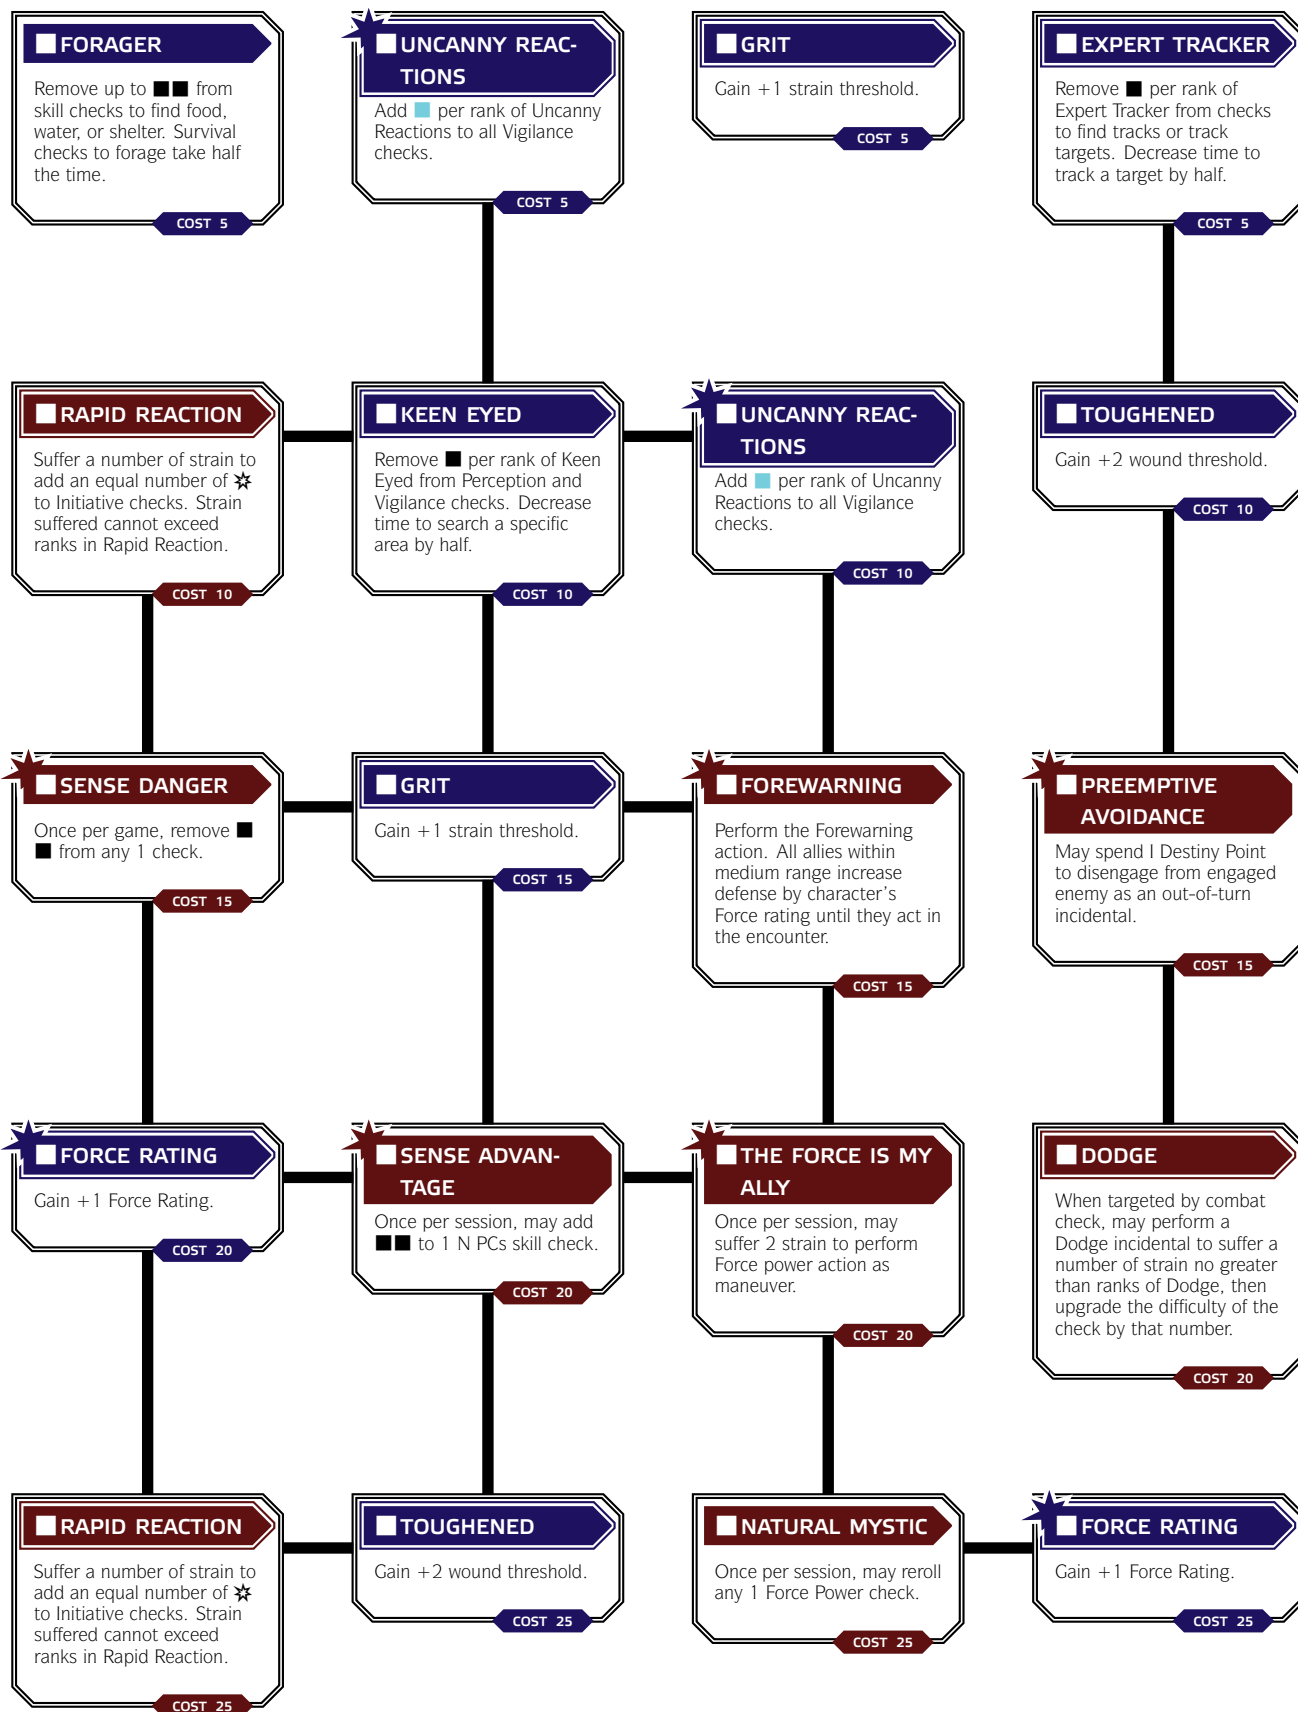 FORAGER
Remove up to ■■ from
skill checks to find food,
water, or shelter. Survival
checks to forage take half
the time.
COST 5
UNCANNY REAC-
TIONS
Add ■ per rank of Uncanny
Reactions to all Vigilance
checks.
COST 5
GRIT
Gain +1 strain threshold.
COST 5
EXPERT TRACKER
Remove ■ per rank of
Expert Tracker from checks
to find tracks or track
targets. Decrease time to
track a target by half.
COST 5
RAPID REACTION
Suffer a number of strain to
add an equal number of
to Initiative checks. Strain
suffered cannot exceed
ranks in Rapid Reaction.
COST 10
KEEN EYED
Remove ■ per rank of Keen
Eyed from Perception and
Vigilance checks. Decrease
time to search a specific
area by half.
COST 10
UNCANNY REAC-
TIONS
Add ■ per rank of Uncanny
Reactions to all Vigilance
checks.
COST 10
TOUGHENED
Gain +2 wound threshold.
COST 10
SENSE DANGER
Once per game, remove ■
■ from any 1 check.
COST 15
GRIT
Gain +1 strain threshold.
COST 15
FOREWARNING
Perform the Forewarning
action. All allies within
medium range increase
defense by character's
Force rating until they act in
the encounter.
COST 15
PREEMPTIVE
AVOIDANCE
May spend I Destiny Point
to disengage from engaged
enemy as an out-of-turn
incidental.
COST 15
FORCE RATING
Gain +1 Force Rating.
COST 20
SENSE ADVAN-
TAGE
Once per session, may add
■■ to 1 N PCs skill check.
COST 20
THE FORCE IS MY
ALLY
Once per session, may
suffer 2 strain to perform
Force power action as
maneuver.
COST 20
DODGE
When targeted by combat
check, may perform a
Dodge incidental to suffer a
number of strain no greater
than ranks of Dodge, then
upgrade the difficulty of the
check by that number.
COST 20
RAPID REACTION
Suffer a number of strain to
add an equal number of
to Initiative checks. Strain
suffered cannot exceed
ranks in Rapid Reaction.
COST 25
TOUGHENED
Gain +2 wound threshold.
COST 25
NATURAL MYSTIC
Once per session, may reroll
any 1 Force Power check.
COST 25
FORCE RATING
Gain +1 Force Rating.
COST 25